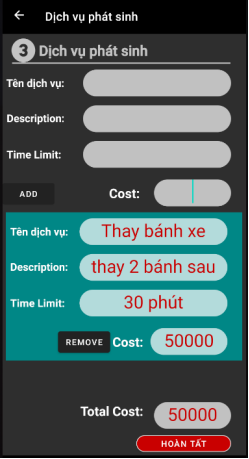 Dịch vụ phát sinh
3 Dịch vụ phát sinh
Tên dịch vụ:
Description:
Time Limit:
ADD Cost:
Tên dịch vụ: Thay bánh xe
Description: thay 2 bánh sau
Time Limit: 30 phút
REMOVE Cost: 50000
Total Cost: 50000
HOÀN TẤT